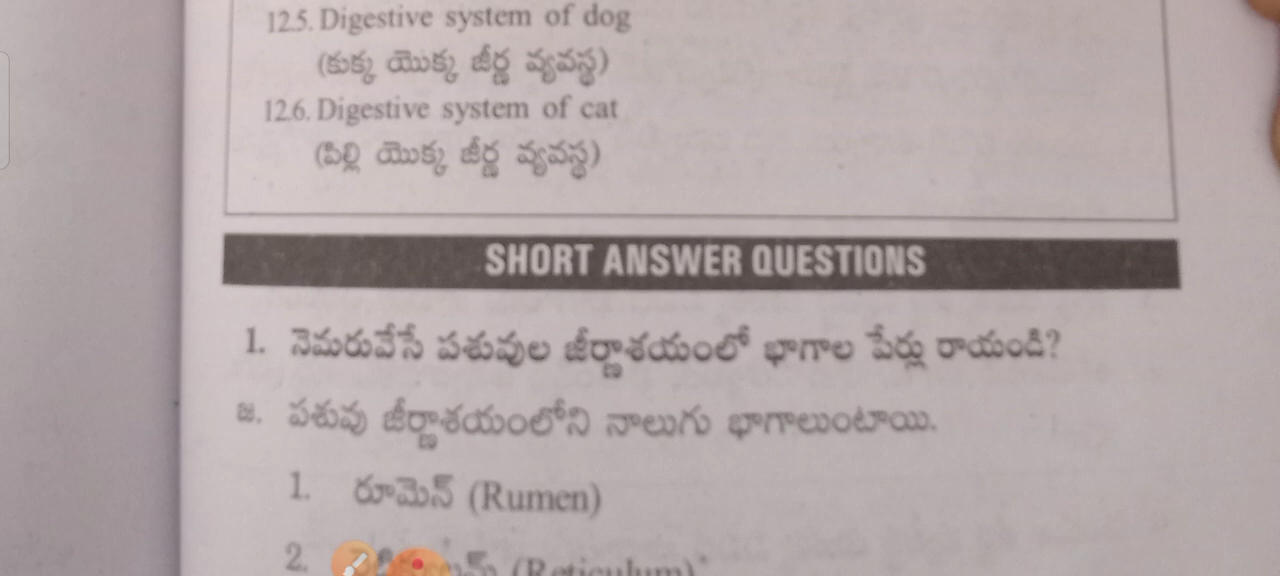 12.5. Digestive system of dog
(కుక్క యొక్క జీర్ణ వ్యవస్థ)
12.6. Digestive system of cat
(పిల్లి యొక్క జీర్ణ వ్యవస్థ)
SHORT ANSWER QUESTIONS
1. నెమరువేసే పశువుల జీర్ణాశయంలో భాగాల పేర్లు రాయండి?
జ. పశువు జీర్ణాశయంలోని నాలుగు భాగాలుంటాయి.
1. రూమెన్ (Rumen)
2. (Reticulum)